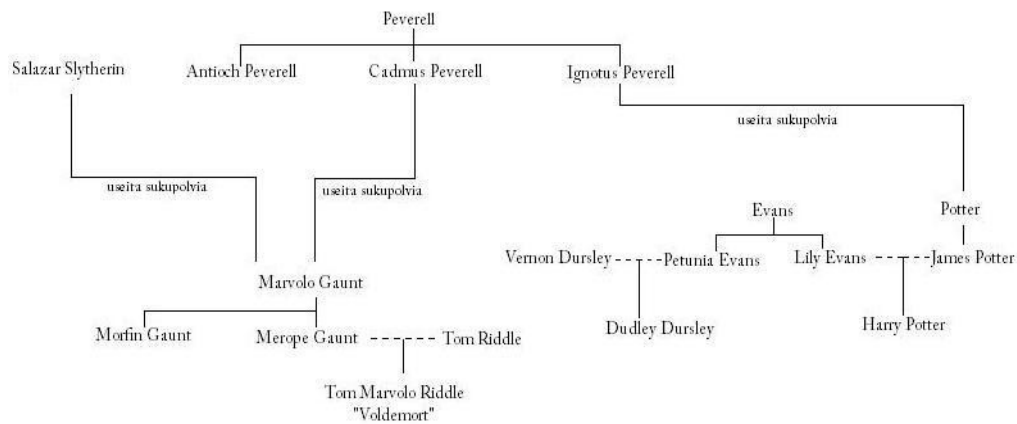 Peverell
Salazar Slytherin
Antioch Peverell
Cadmus Peverell
Ignotus Peverell
useita sukupolvia
useita sukupolvia
useita sukupolvia
Evans
Potter
Vernon Dursley
Petunia Evans
Lily Evans
James Potter
Marvolo Gaunt
Dudley Dursley
Harry Potter
Morfin Gaunt
Merope Gaunt
Tom Riddle
Tom Marvolo Riddle
"Voldemort"